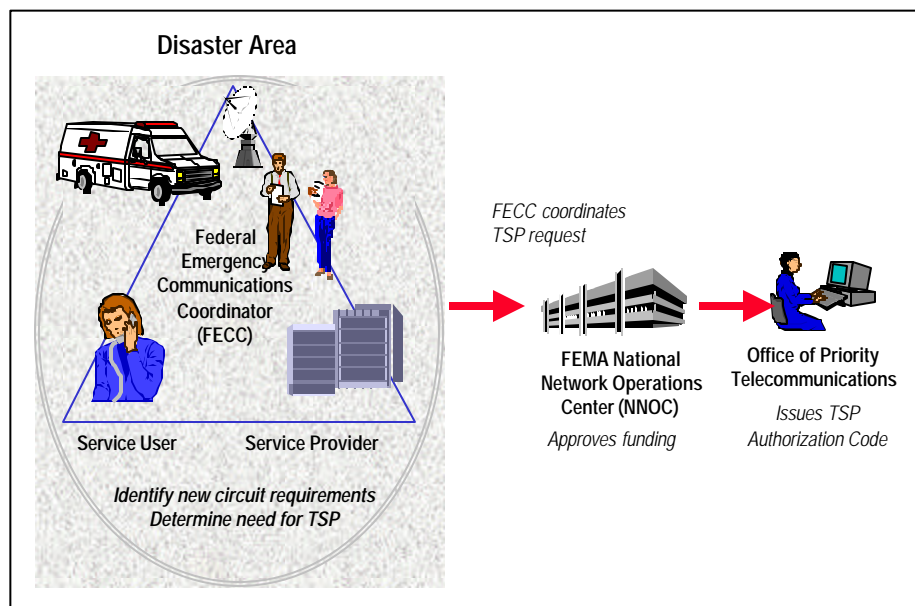 Disaster Area
Federal
Emergency
Communications
Coordinator
(FECC)
Service User
Service Provider
Identify new circuit requirements
Determine need for TSP
FECC coordinates
TSP request
FEMA National
Network Operations
Center (NNOC)
Approves funding
Office of Priority
Telecommunications
Issues TSP
Authorization Code